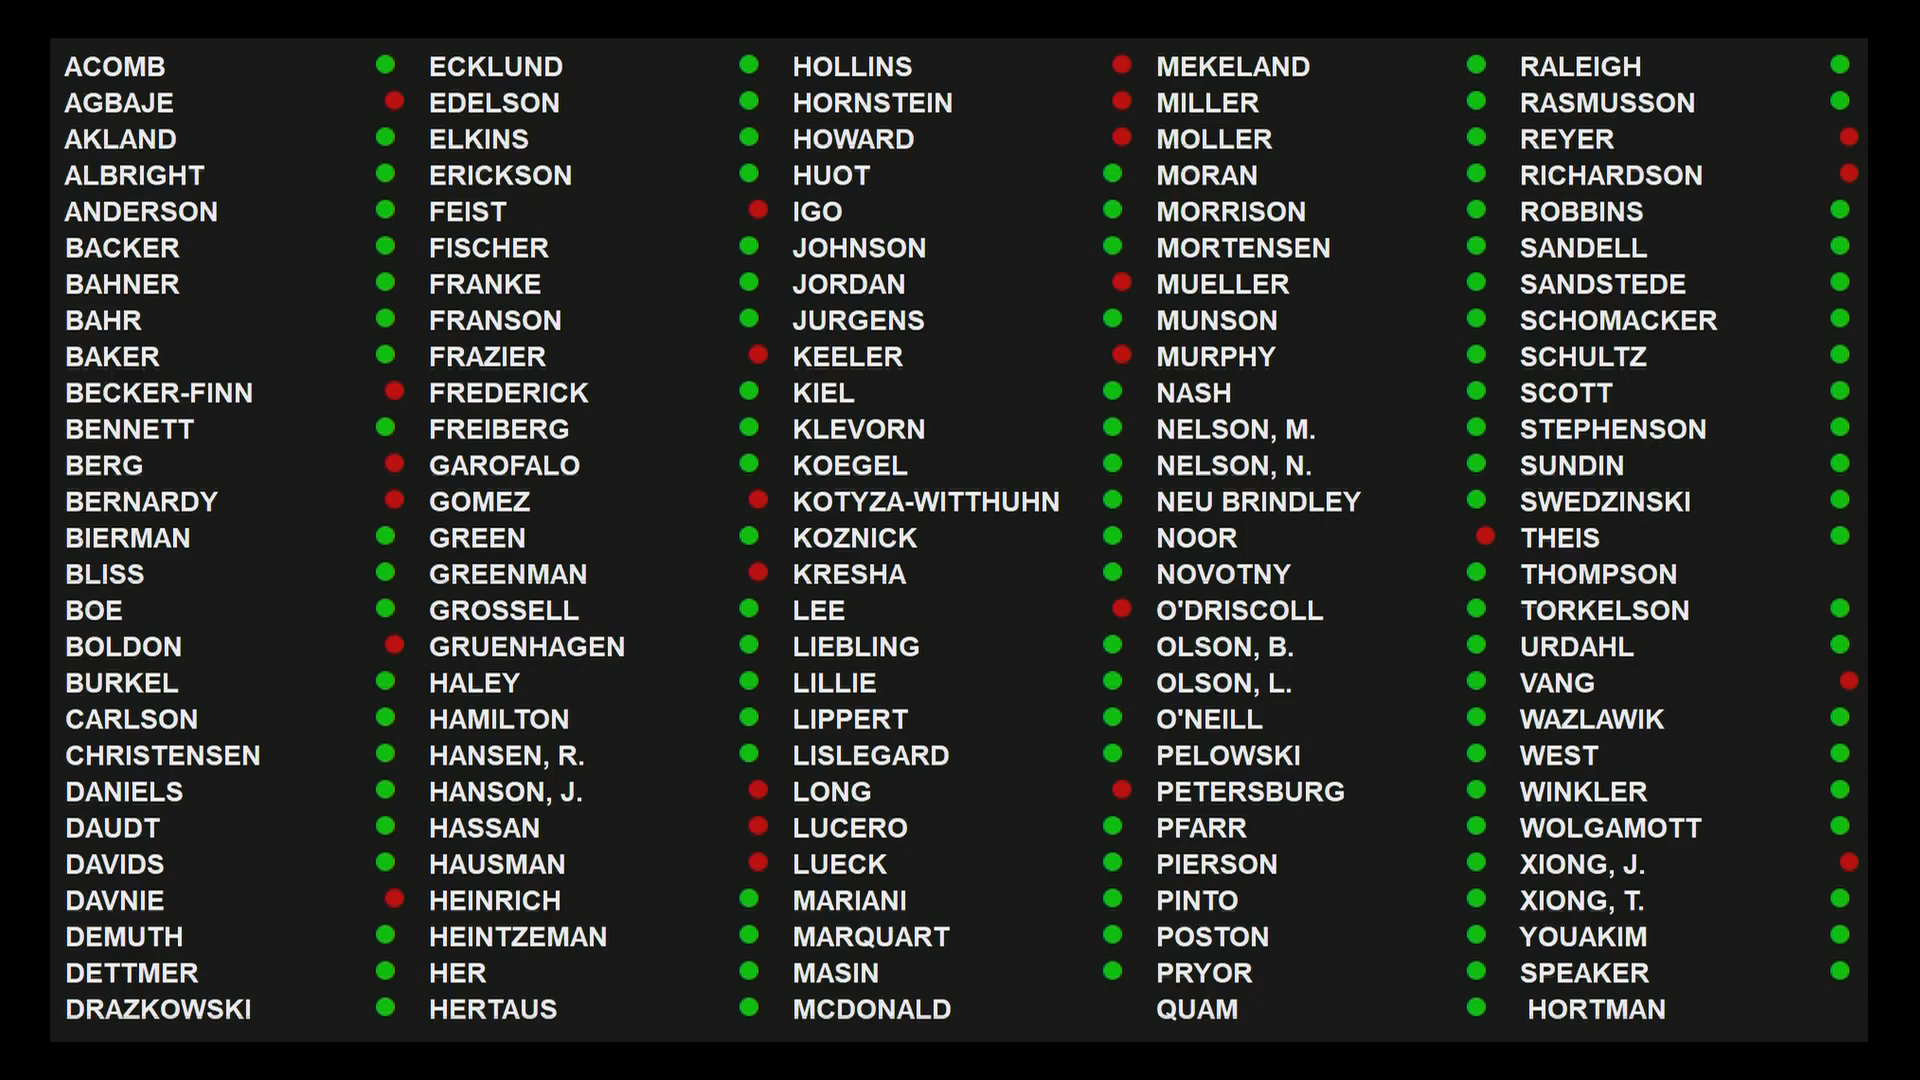 ACOMB
AGBAJE
AKLAND
ALBRIGHT
ANDERSON
BACKER
BAHNER
BAHR
BAKER
BECKER-FINN
BENNETT
BERG
BERNARDY
BIERMAN
BLISS
BOE
BOLDON
BURKEL
CARLSON
CHRISTENSEN
DANIELS
DAUDT
DAVIDS
DAVNIE
DEMUTH
DETTMER
DRAZKOWSKI
ECKLUND
EDELSON
ELKINS
ERICKSON
FEIST
FISCHER
FRANKE
FRANSON
FRAZIER
FREDERICK
FREIBERG
GAROFALO
GOMEZ
GREEN
GREENMAN
GROSSELL
GRUENHAGEN
HALEY
HAMILTON
HANSEN, R.
HANSON, J.
HASSAN
HAUSMAN
HEINRICH
HEINTZEMAN
HER
HERTAUS
HOLLINS
HORNSTEIN
HOWARD
HUOT
IGO
JOHNSON
JORDAN
JURGENS
KEELER
KIEL
KLEVORN
KOEGEL
KOTYZA-WITTHUHN
KOZNICK
KRESHA
LEE
LIEBLING
LILLIE
LIPPERT
LISLEGARD
LONG
LUCERO
LUECK
MARIANI
MARQUART
MASIN
MCDONALD
MEKELAND
MILLER
MOLLER
MORAN
MORRISON
MORTENSEN
MUELLER
MUNSON
MURPHY
NASH
NELSON, M.
NELSON, N.
NEU BRINDLEY
NOOR
NOVOTNY
O'DRISCOLL
OLSON, B.
OLSON, L.
O'NEILL
PELOWSKI
PETERSBURG
PFARR
PIERSON
PINTO
POSTON
PRYOR
QUAM
RALEIGH
RASMUSSON
REYER
RICHARDSON
ROBBINS
SANDELL
SANDSTEDE
SCHOMACKER
SCHULTZ
SCOTT
STEPHENSON
SUNDIN
SWEDZINSKI
THEIS
THOMPSON
TORKELSON
URDAHL
VANG
WAZLAWIK
WEST
WINKLER
WOLGAMOTT
XIONG, J.
XIONG, T.
YOUAKIM
SPEAKER
HORTMAN